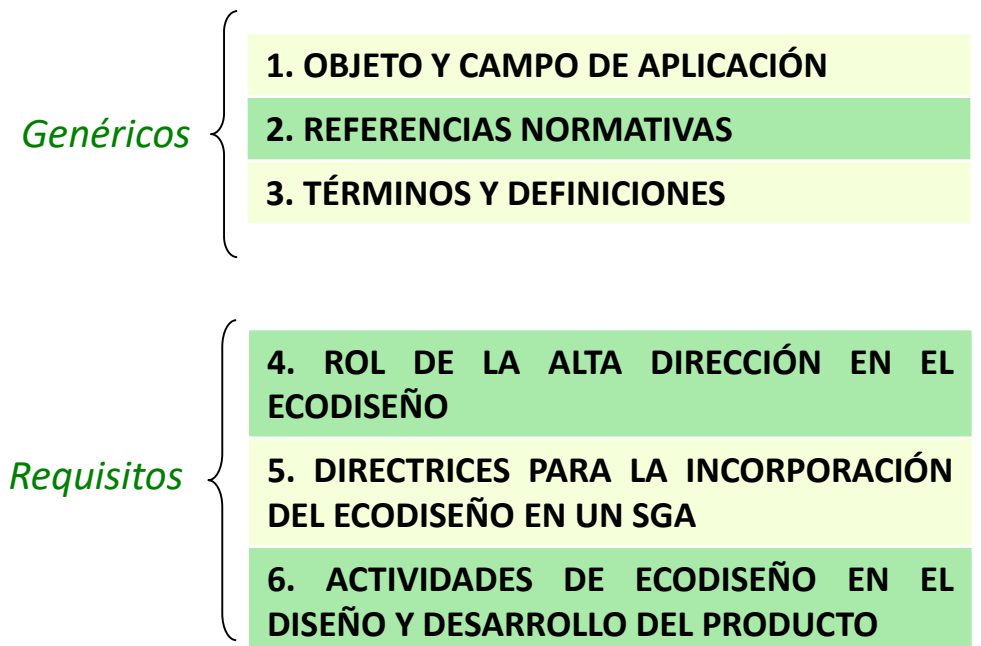 Genéricos
1. OBJETO Y CAMPO DE APLICACIÓN
2. REFERENCIAS NORMATIVAS
3. TÉRMINOS Y DEFINICIONES
Requisitos
4. ROL DE LA ALTA DIRECCIÓN EN EL
ECODISEÑO
5. DIRECTRICES PARA LA INCORPORACIÓN
DEL ECODISEÑO EN UN SGA
6. ACTIVIDADES DE ECODISEÑO EN EL
DISEÑO Y DESARROLLO DEL PRODUCTO